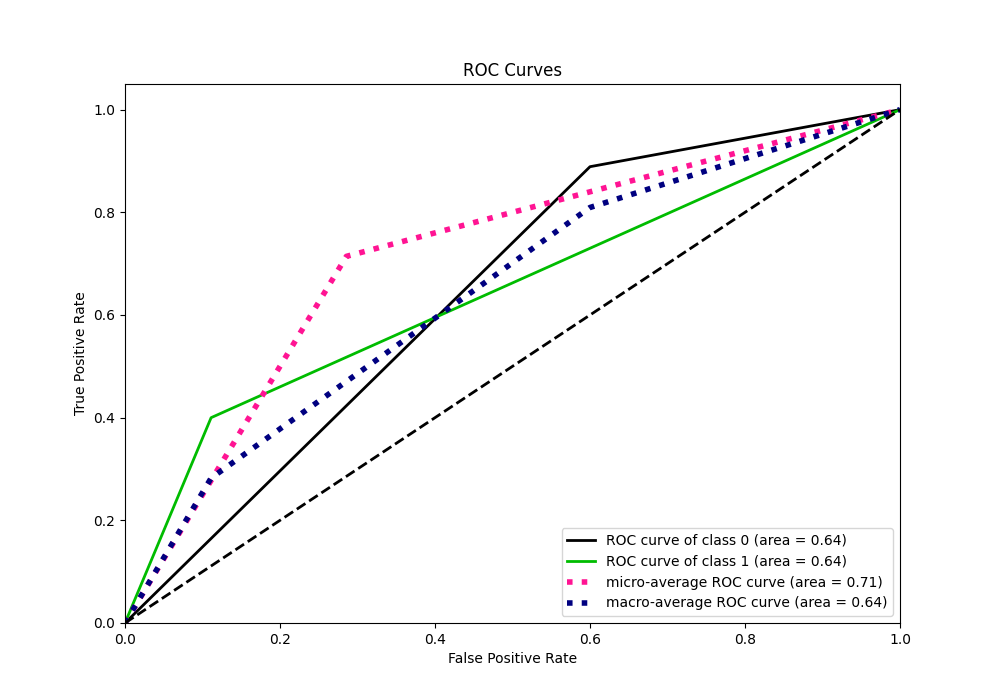 ROC Curves
1.0
0.8
0.6
0.4
0.2
0.0
True Positive Rate
0.0 0.2 0.4 0.6 0.8 1.0
False Positive Rate
ROC curve of class 0 (area = 0.64)
ROC curve of class 1 (area = 0.64)
micro-average ROC curve (area = 0.71)
macro-average ROC curve (area = 0.64)